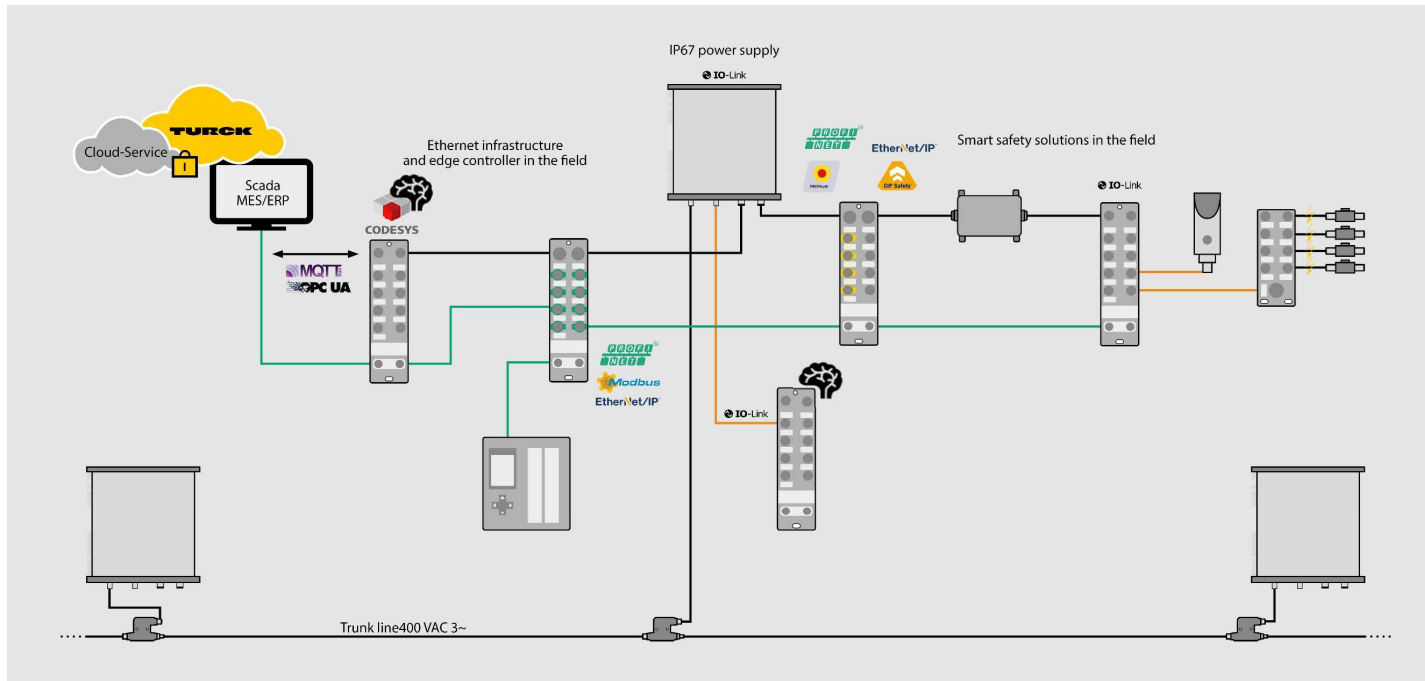 IP67 power supply
IO-Link
TURCK
Cloud-Service
I
Scada
MES/ERP
Ethernet infrastructure
and edge controller in the field
CODESYS
MQTT
OPC UA
PROFI
NET
Modbus
EtherNet/IP
PROFI
NET
EtherNet/IP
PROFIsafe
CIP Safety
Smart safety solutions in the field
IO-Link
IO-Link
Trunk line400 VAC 3~